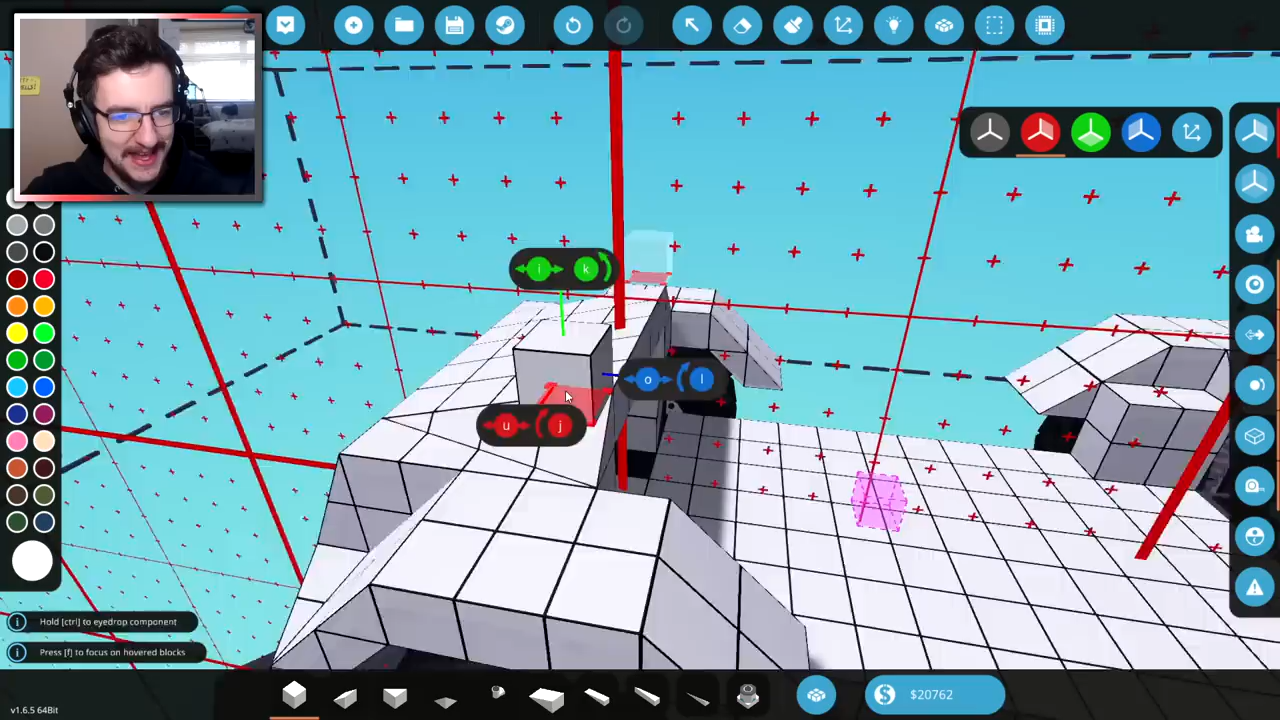 i k
o l
u j
Hold [ctrl] to eyedrop component
Press [f] to focus on hovered blocks
$20762
v1.6.5 64Bit